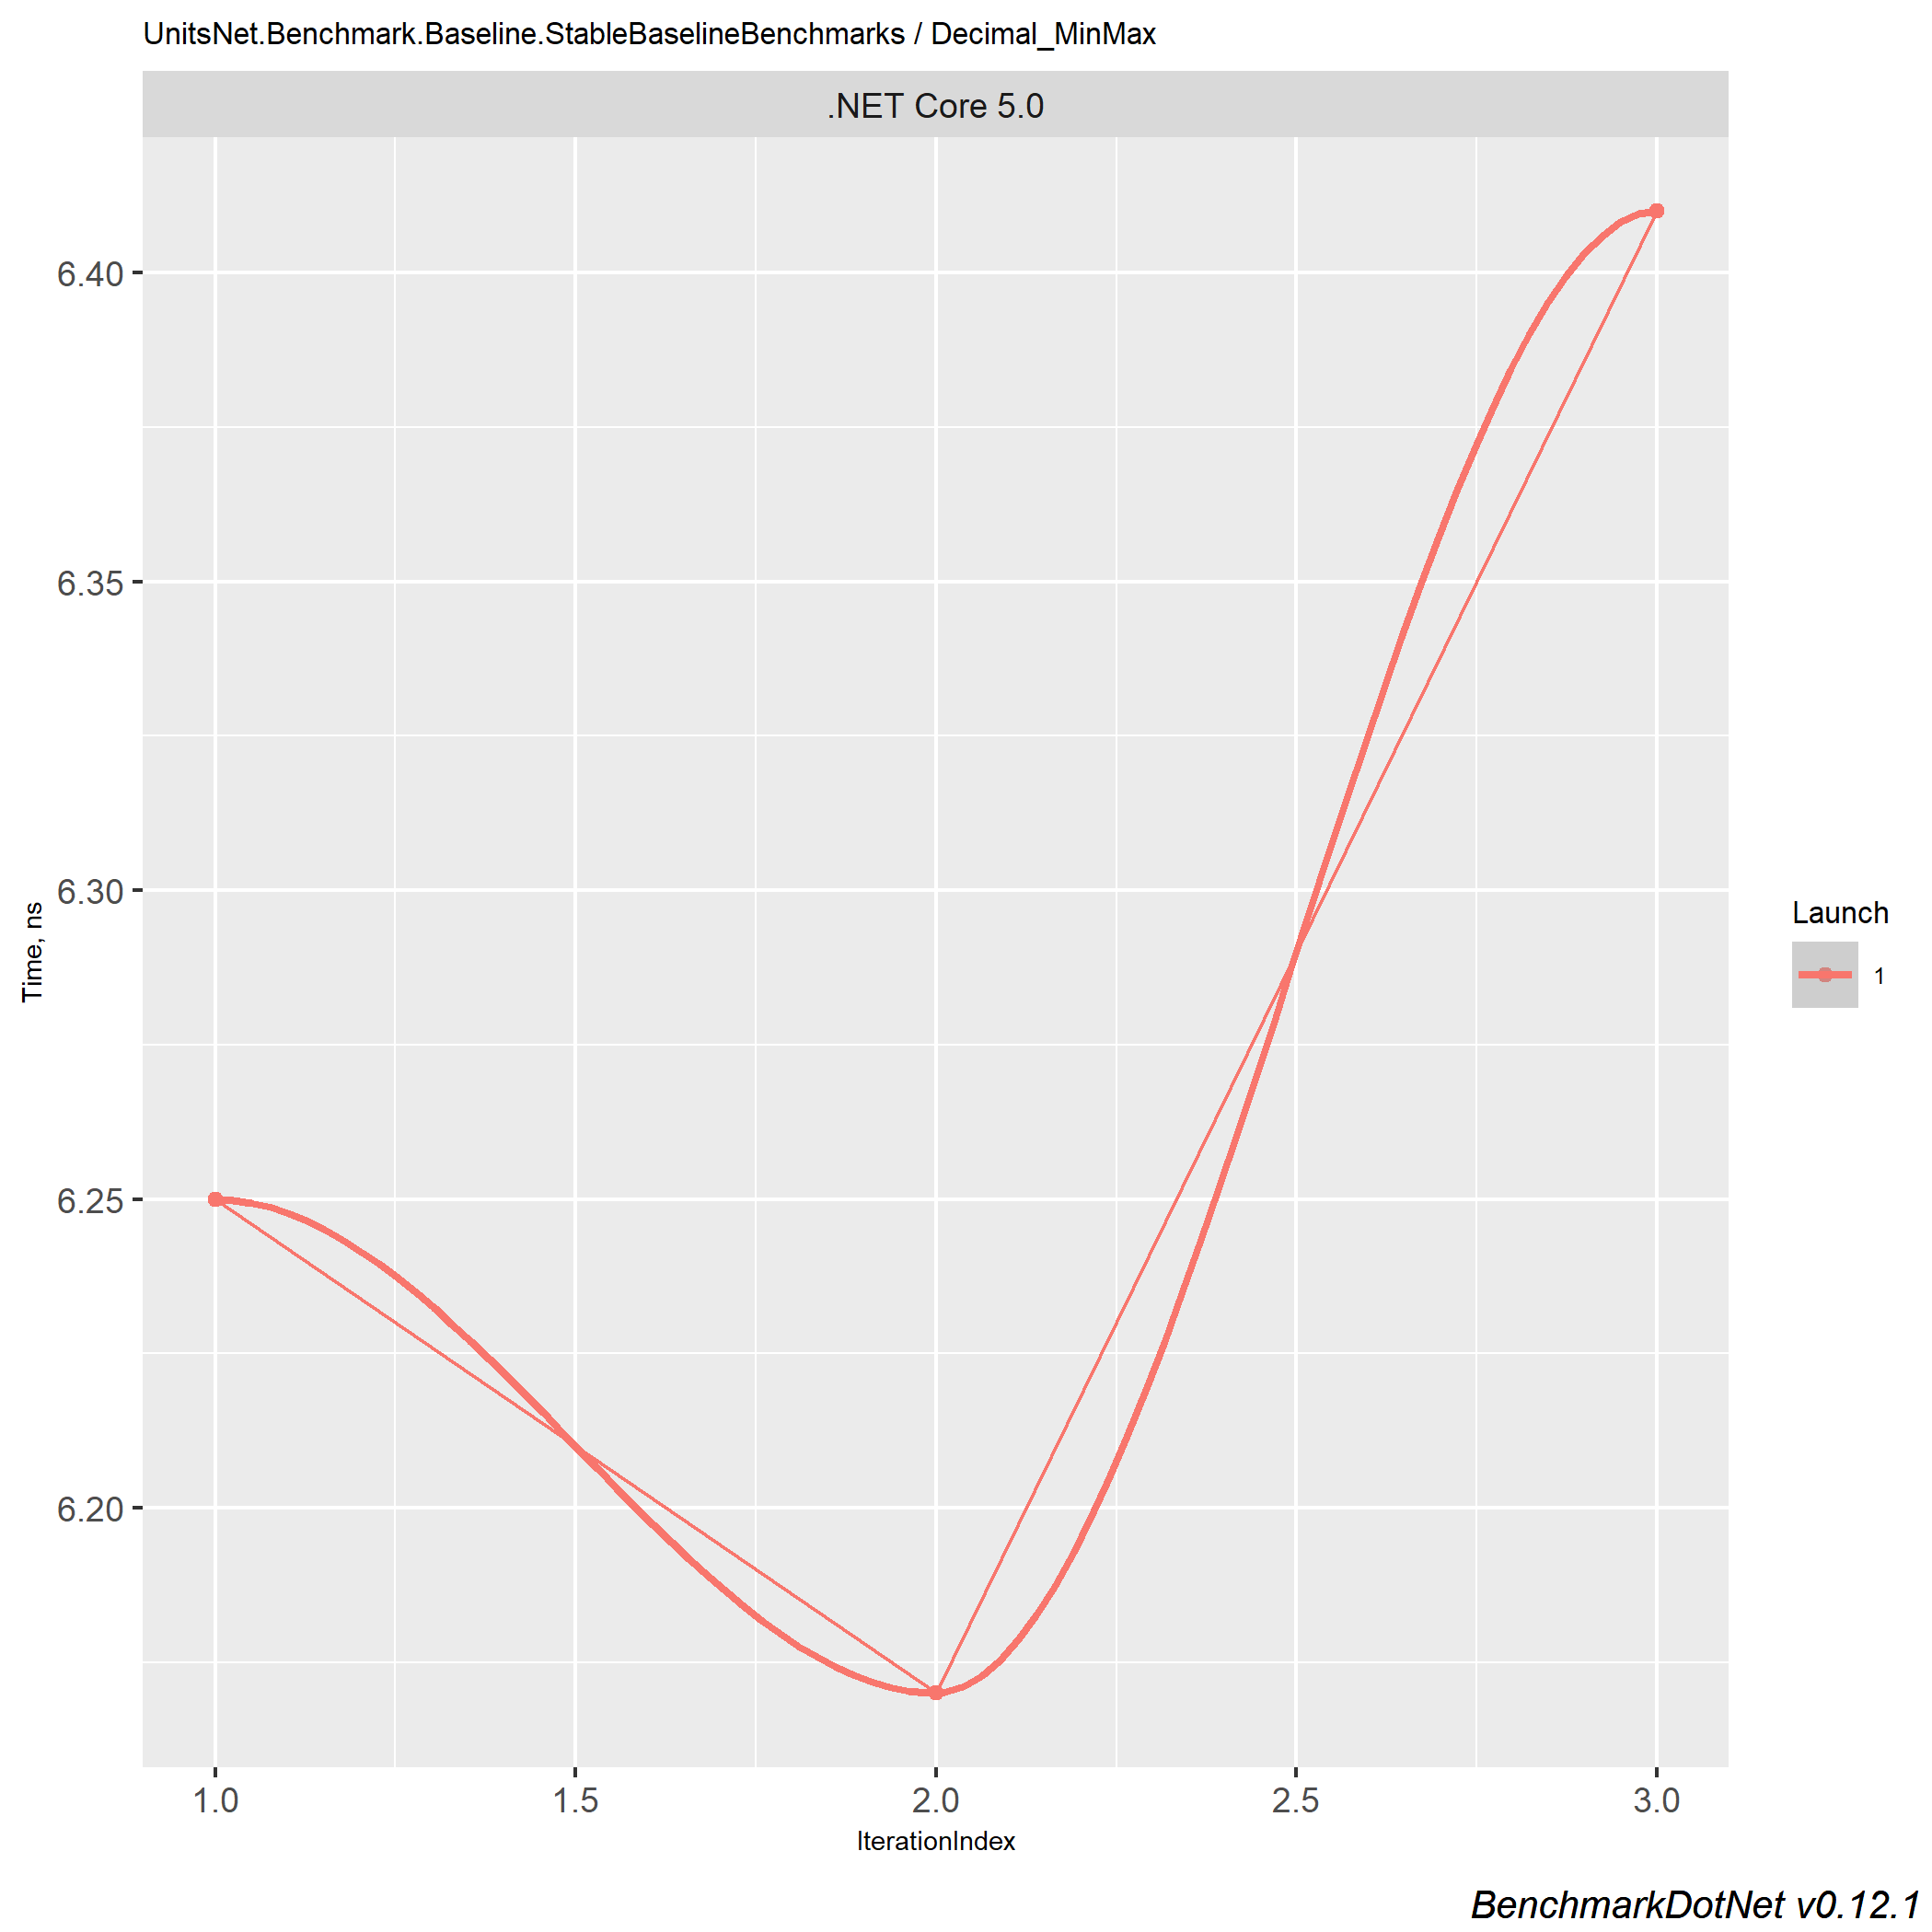 UnitsNet.Benchmark.Baseline.StableBaselineBenchmarks / Decimal_MinMax
.NET Core 5.0
6.40
6.35
6.30
6.25
6.20
Time, ns
1.0 1.5 2.0 2.5 3.0
IterationIndex
Launch
1
BenchmarkDotNet v0.12.1